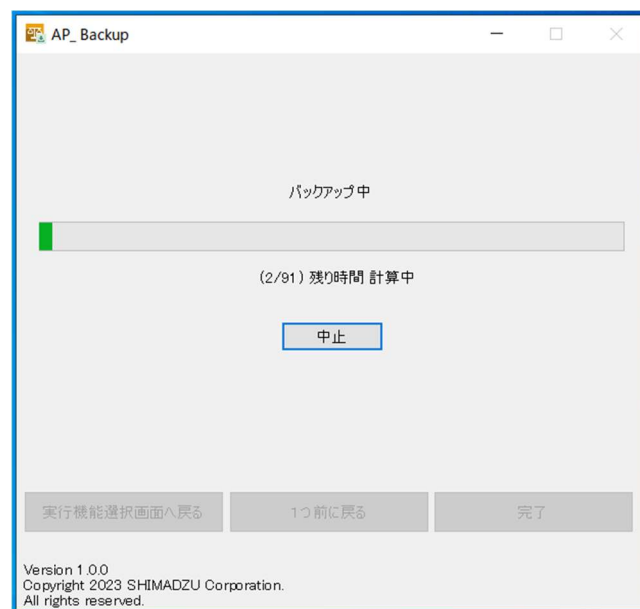 AP_ Backup
バックアップ中
(2/91) 残り時間 計算中
中止
実行機能選択画面へ戻る
1つ前に戻る
完了
Version 1.0.0
Copyright 2023 SHIMADZU Corporation.
All rights reserved.